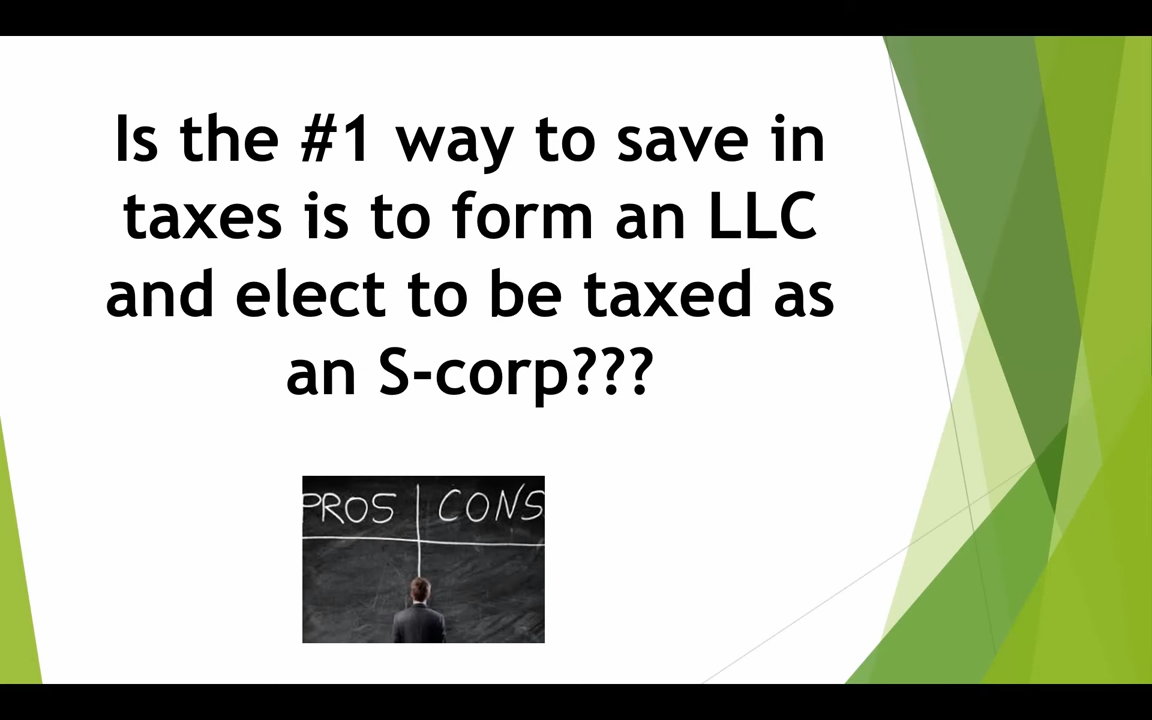 Is the #1 way to save in
taxes is to form an LLC
and elect to be taxed as
an S-corp???
PROS CONS